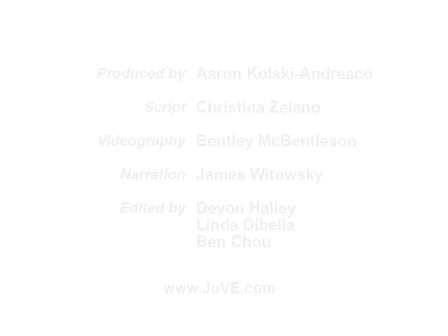 Produced by Aaron Kolski-Andreaco
Script Christina Zelano
Videography Bentley McBentleson
Narration James Witowsky
Edited by Devon Halley
Linda Dibella
Ben Chou
www.JoVE.com